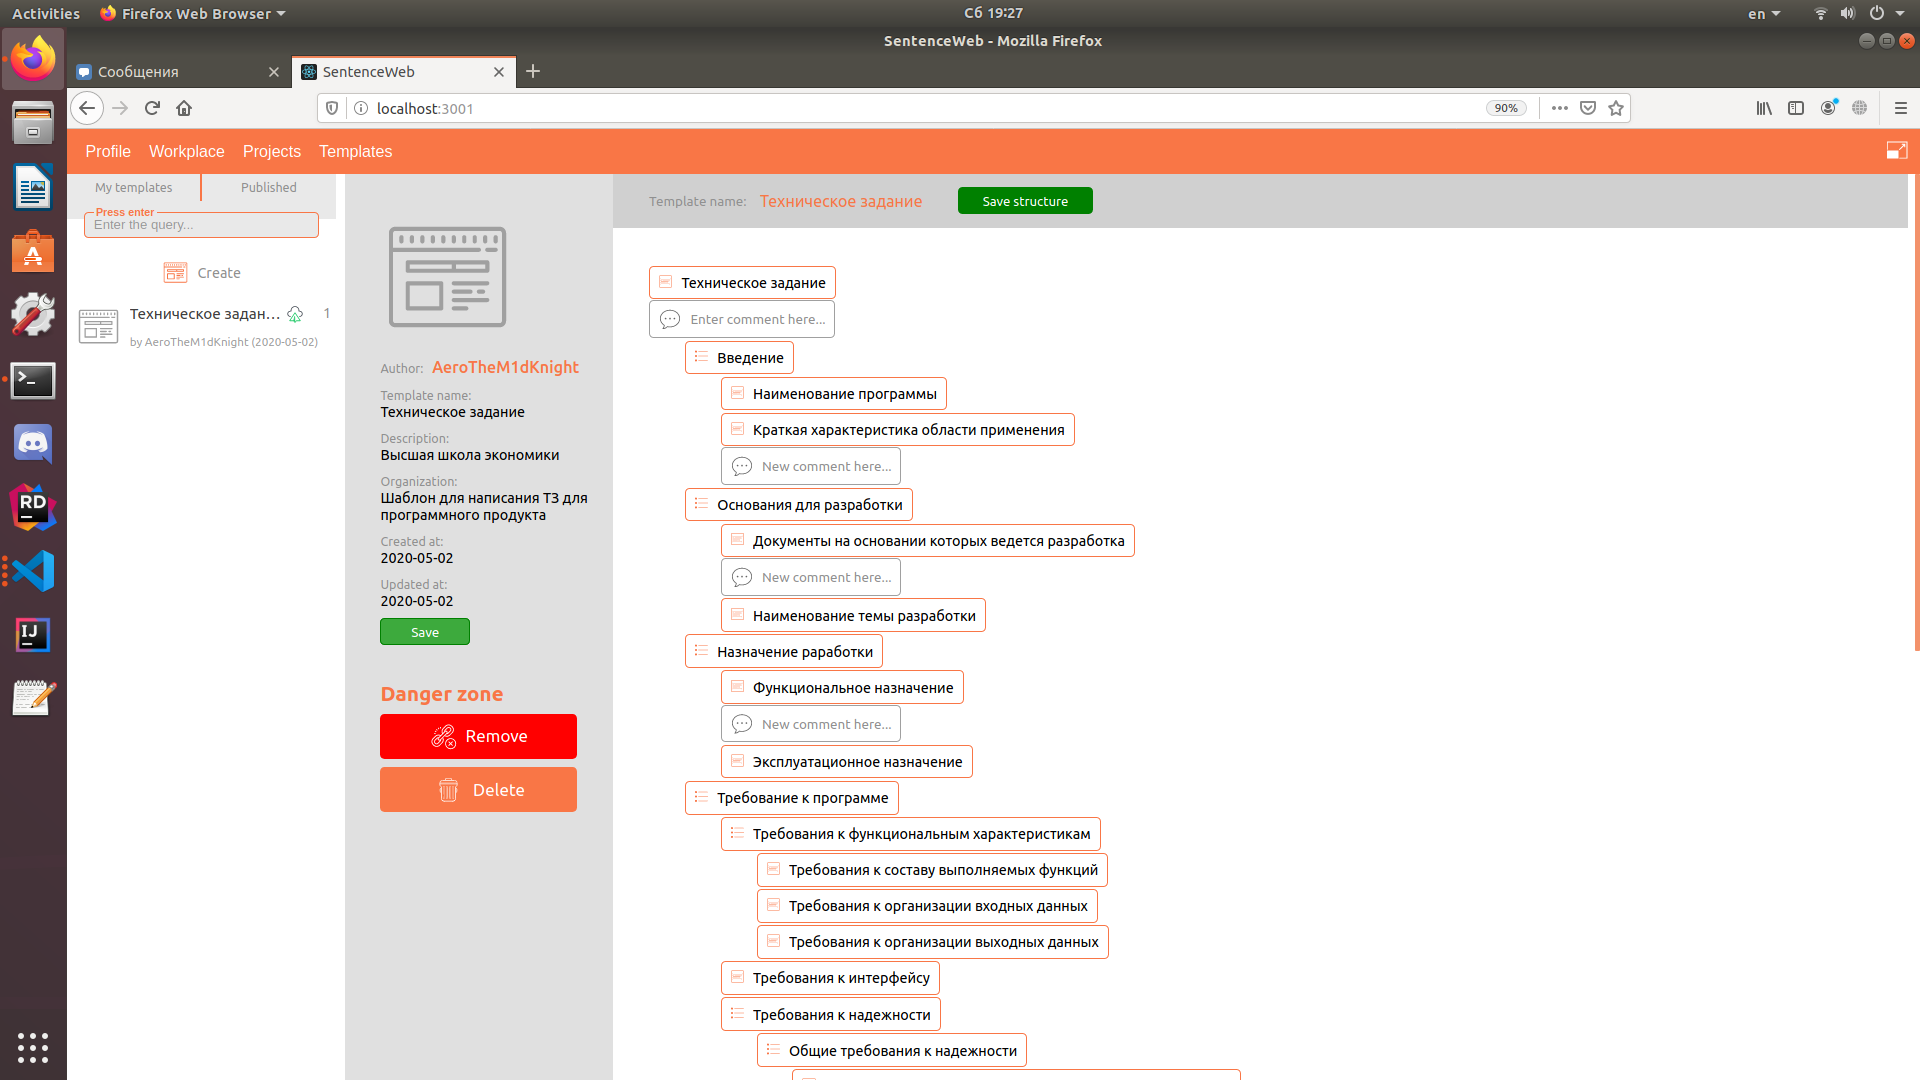 Activities
Firefox Web Browser
Сб 19:27
en
SentenceWeb - Mozilla Firefox
Сообщения
SentenceWeb
localhost:3001
90%
Profile
Workplace
Projects
Templates
My templates
Published
Press enter
Enter the query...
Create
Техническое задан...
1
by AeroTheM1dKnight (2020-05-02)
Author: AeroTheM1dKnight
Template name:
Техническое задание
Description:
Высшая школа экономики
Organization:
Шаблон для написания ТЗ для
программного продукта
Created at:
2020-05-02
Updated at:
2020-05-02
Save
Danger zone
Remove
Delete
Template name: Техническое задание
Save structure
Техническое задание
Enter comment here...
Введение
Наименование программы
Краткая характеристика области применения
New comment here...
Основания для разработки
Документы на основании которых ведется разработка
New comment here...
Наименование темы разработки
Назначение раработки
Функциональное назначение
New comment here...
Эксплуатационное назначение
Требование к программе
Требования к функциональным характеристикам
Требования к составу выполняемых функций
Требования к организации входных данных
Требования к организации выходных данных
Требования к интерфейсу
Требования к надежности
Общие требования к надежности
RD
IJ